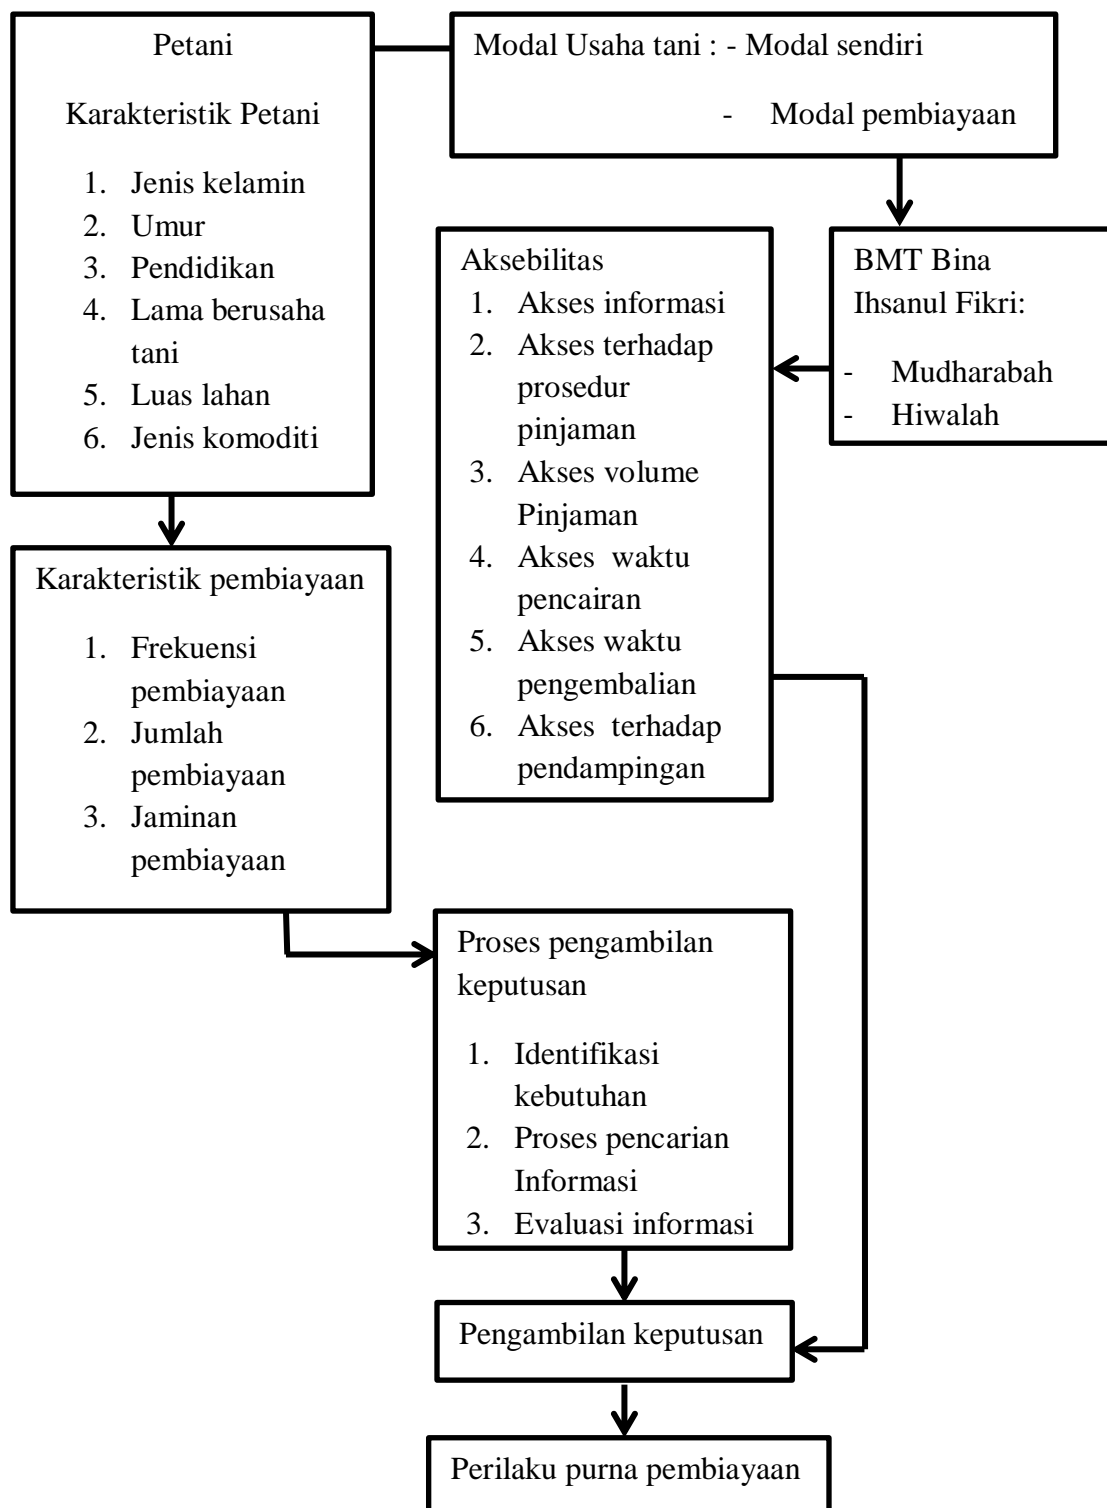 Petani
Karakteristik Petani
1. Jenis kelamin
2. Umur
3. Pendidikan
4. Lama berusaha
tani
5. Luas lahan
6. Jenis komoditi
Modal Usaha tani : - Modal sendiri
- Modal pembiayaan
BMT Bina
Ihsanul Fikri:
- Mudharabah
- Hiwalah
Aksebilitas
1. Akses informasi
2. Akses terhadap
prosedur
pinjaman
3. Akses volume
Pinjaman
4. Akses waktu
pencairan
5. Akses waktu
pengembalian
6. Akses terhadap
pendampingan
Karakteristik pembiayaan
1. Frekuensi
pembiayaan
2. Jumlah
pembiayaan
3. Jaminan
pembiayaan
Proses pengambilan
keputusan
1. Identifikasi
kebutuhan
2. Proses pencarian
Informasi
3. Evaluasi informasi
Pengambilan keputusan
Perilaku purna pembiayaan